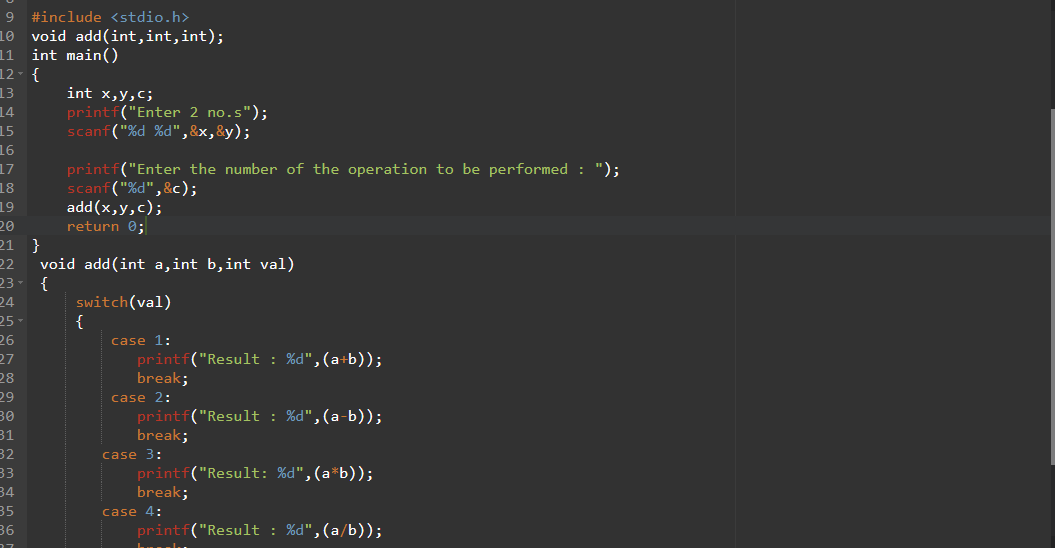 9 #include <stdio.h>
10 void add(int,int,int);
11 int main()
12 {
13 int x,y,c;
14 printf("Enter 2 no.s");
15 scanf("%d %d",&x,&y);
16
17 printf("Enter the number of the operation to be performed : ");
18 scanf("%d",&c);
19 add(x,y,c);
20 return 0;
21 }
22 void add(int a,int b,int val)
23 {
24 switch(val)
25 {
26 case 1:
27 printf("Result : %d",(a+b));
28 break;
29 case 2:
30 printf("Result : %d",(a-b));
31 break;
32 case 3:
33 printf("Result: %d",(a*b));
34 break;
35 case 4:
36 printf("Result : %d",(a/b));
37 break;